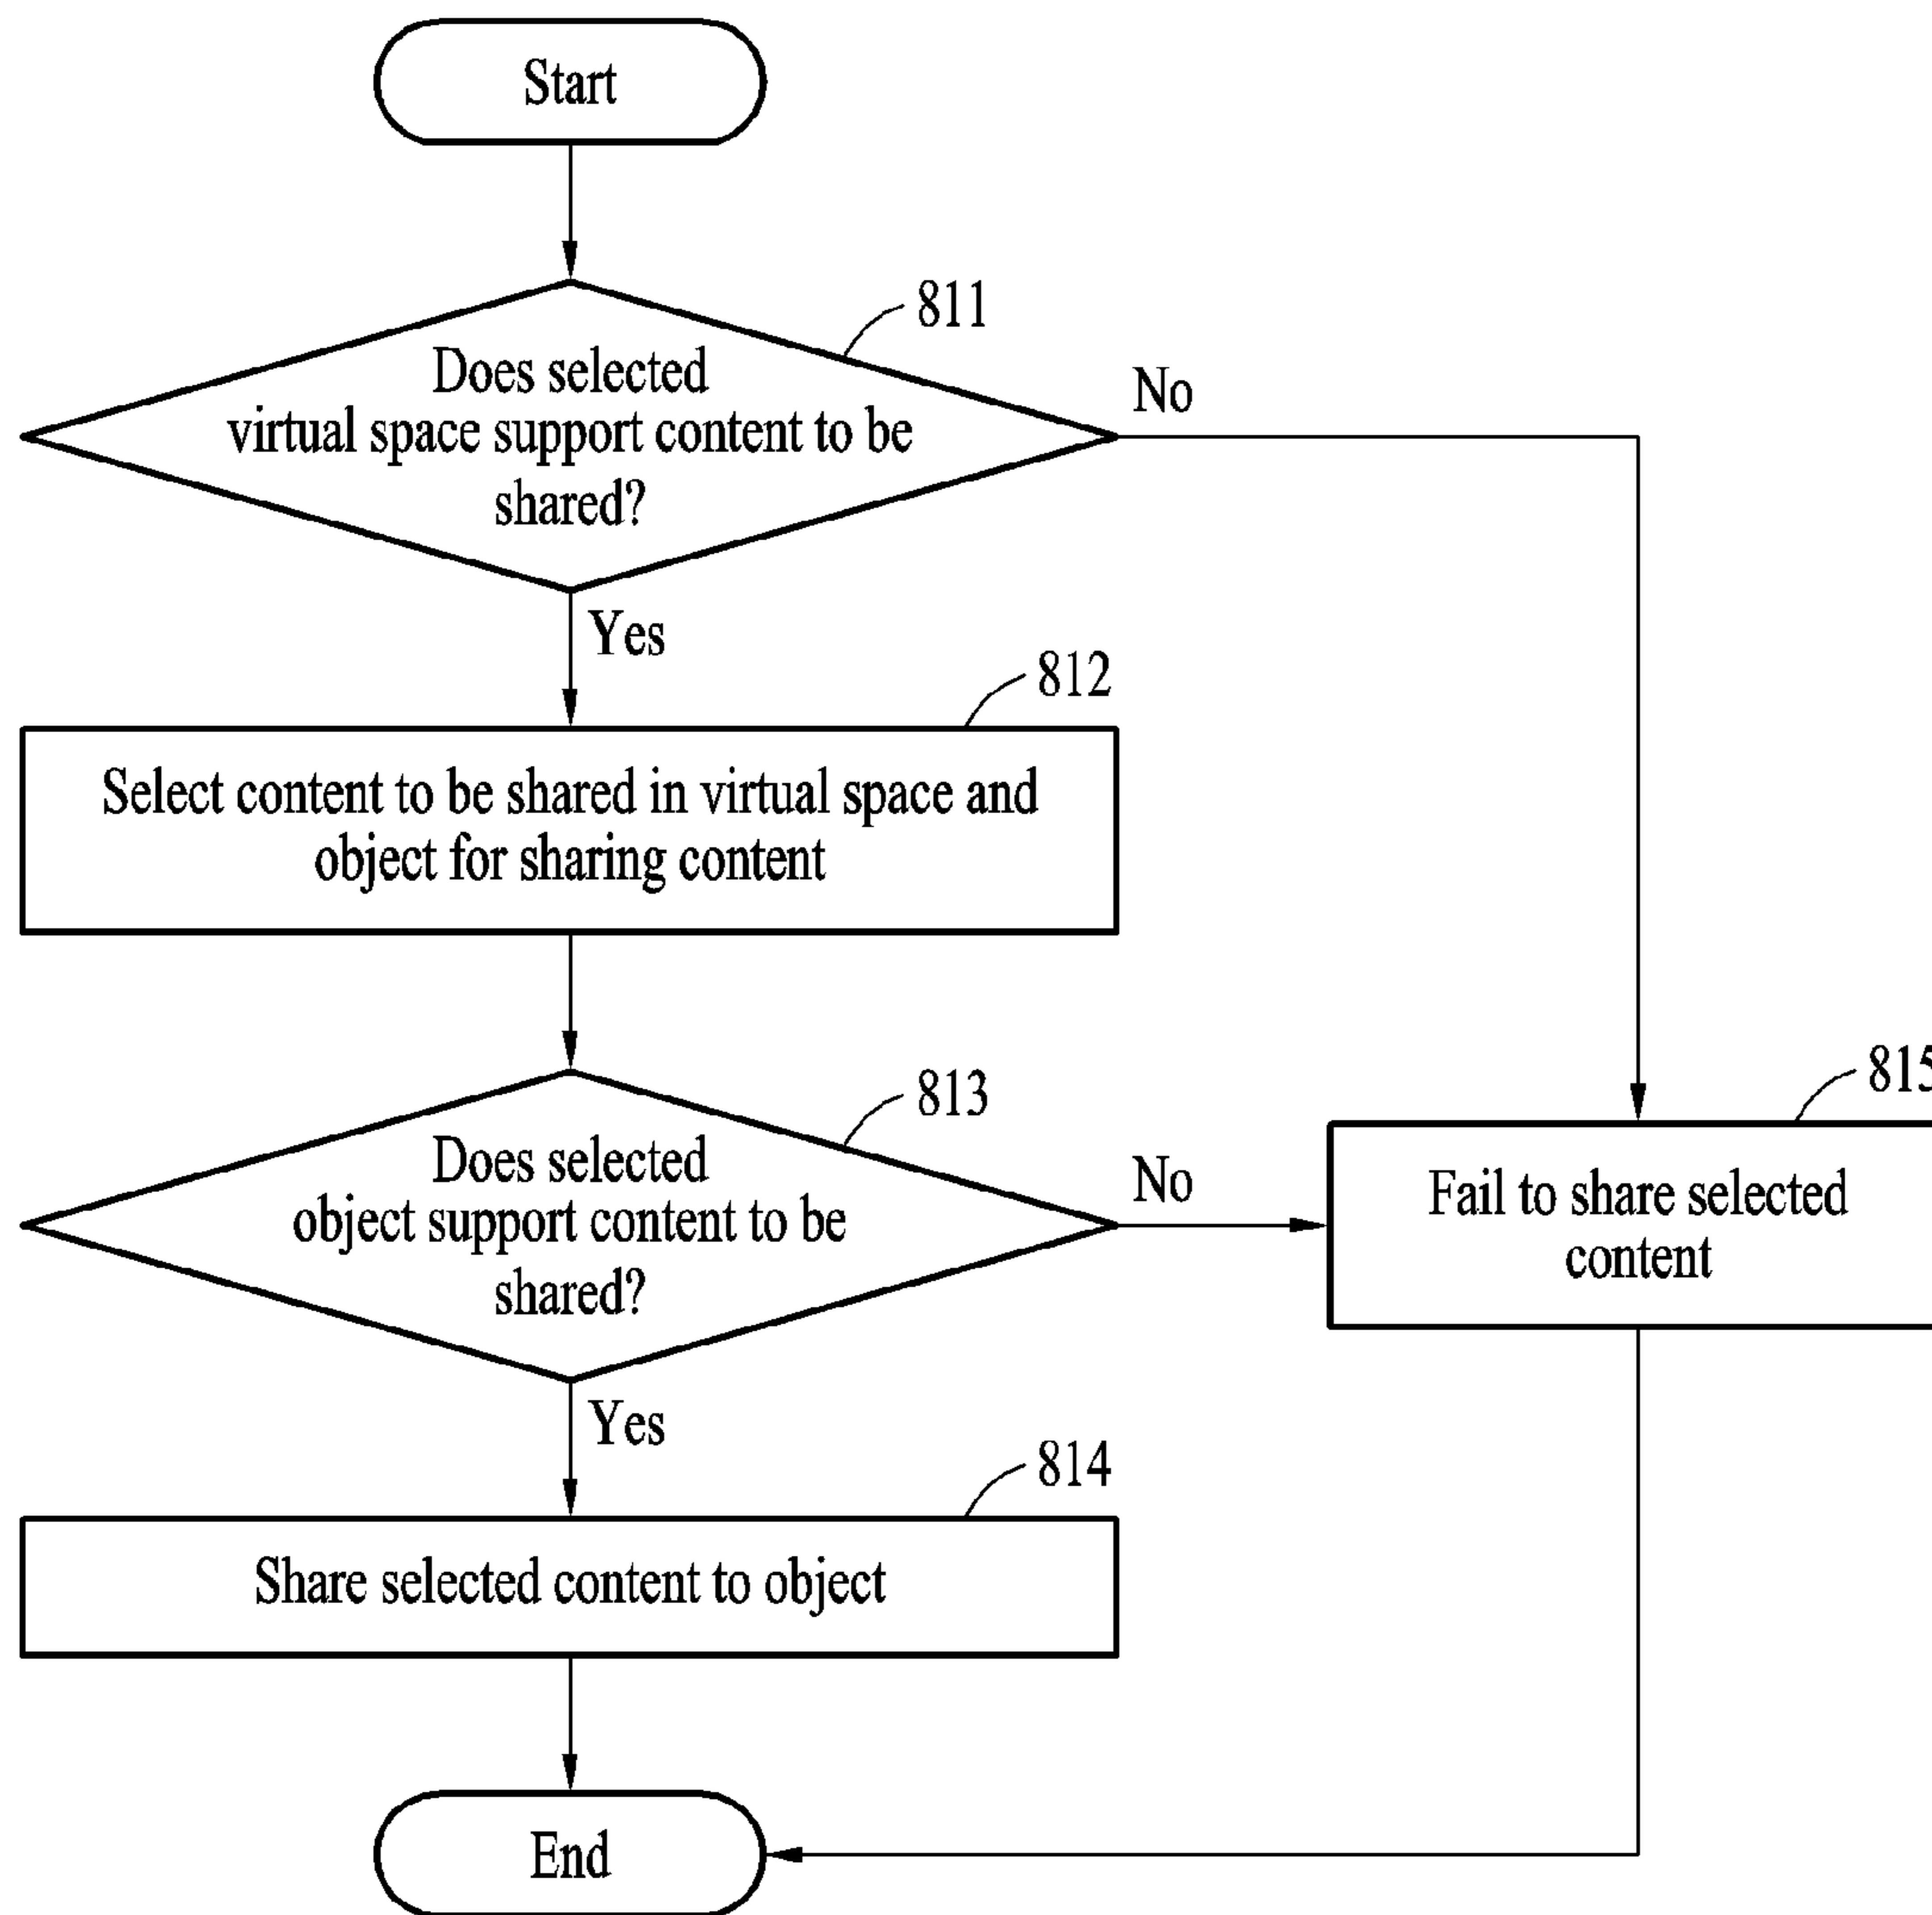 Start
811
Does selected
virtual space support content to be
shared?
No
Yes
812
Select content to be shared in virtual space and
object for sharing content
813
Does selected
object support content to be
shared?
No
815
Fail to share selected
content
Yes
814
Share selected content to object
End